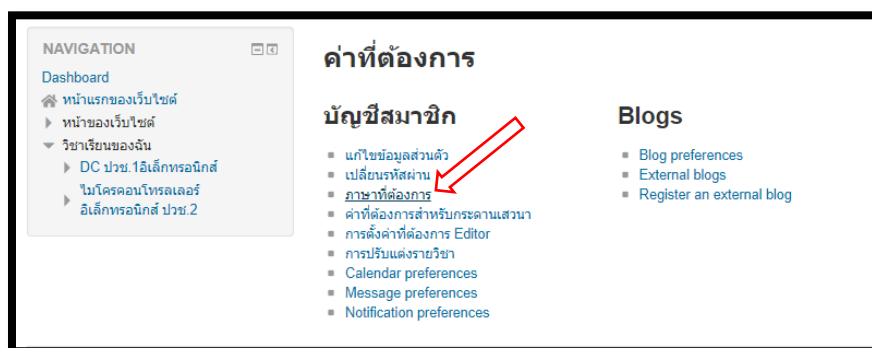 NAVIGATION
Dashboard
หน้าแรกของเว็บไซต์
หน้าของเว็บไซต์
วิชาเรียนของฉัน
DC ปวช.1อิเล็กทรอนิกส์
ไมโครคอนโทรลเลอร์
อิเล็กทรอนิกส์ ปวช.2
ค่าที่ต้องการ
บัญชีสมาชิก
แก้ไขข้อมูลส่วนตัว
เปลี่ยนรหัสผ่าน
ภาษาที่ต้องการ
ค่าที่ต้องการสำหรับกระดานเสวนา
การตั้งค่าที่ต้องการ Editor
การปรับแต่งรายวิชา
Calendar preferences
Message preferences
Notification preferences
Blogs
Blog preferences
External blogs
Register an external blog